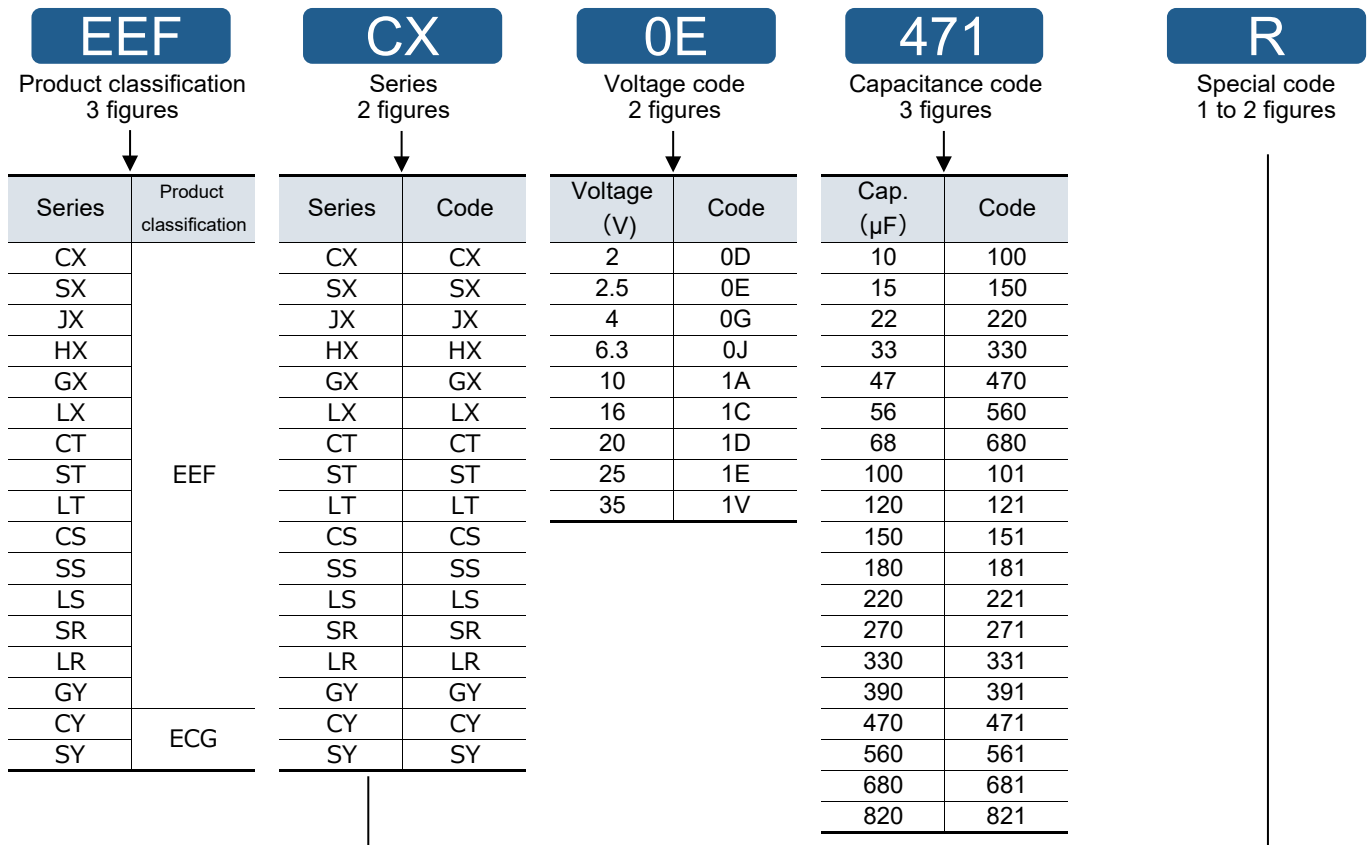 EEF CX 0E 471 R
Product classification Series Voltage code Capacitance code Special code
3 figures 2 figures 2 figures 3 figures 1 to 2 figures
Series Product classification Series Code Voltage (V) Code Cap. (μF) Code
CX EEF CX CX 2 0D 10 100
SX SX SX 2.5 0E 15 150
JX JX JX 4 0G 22 220
HX HX HX 6.3 0J 33 330
GX GX GX 10 1A 47 470
LX LX LX 16 1C 56 560
CT CT CT 20 1D 68 680
ST ST ST 25 1E 100 101
LT LT LT 35 1V 120 121
CS CS CS 150 151
SS SS SS 180 181
LS LS LS 220 221
SR SR SR 270 271
LR LR LR 330 331
GY GY GY 390 391
CY ECG CY CY 470 471
SY SY SY 560 561
680 681
820 821